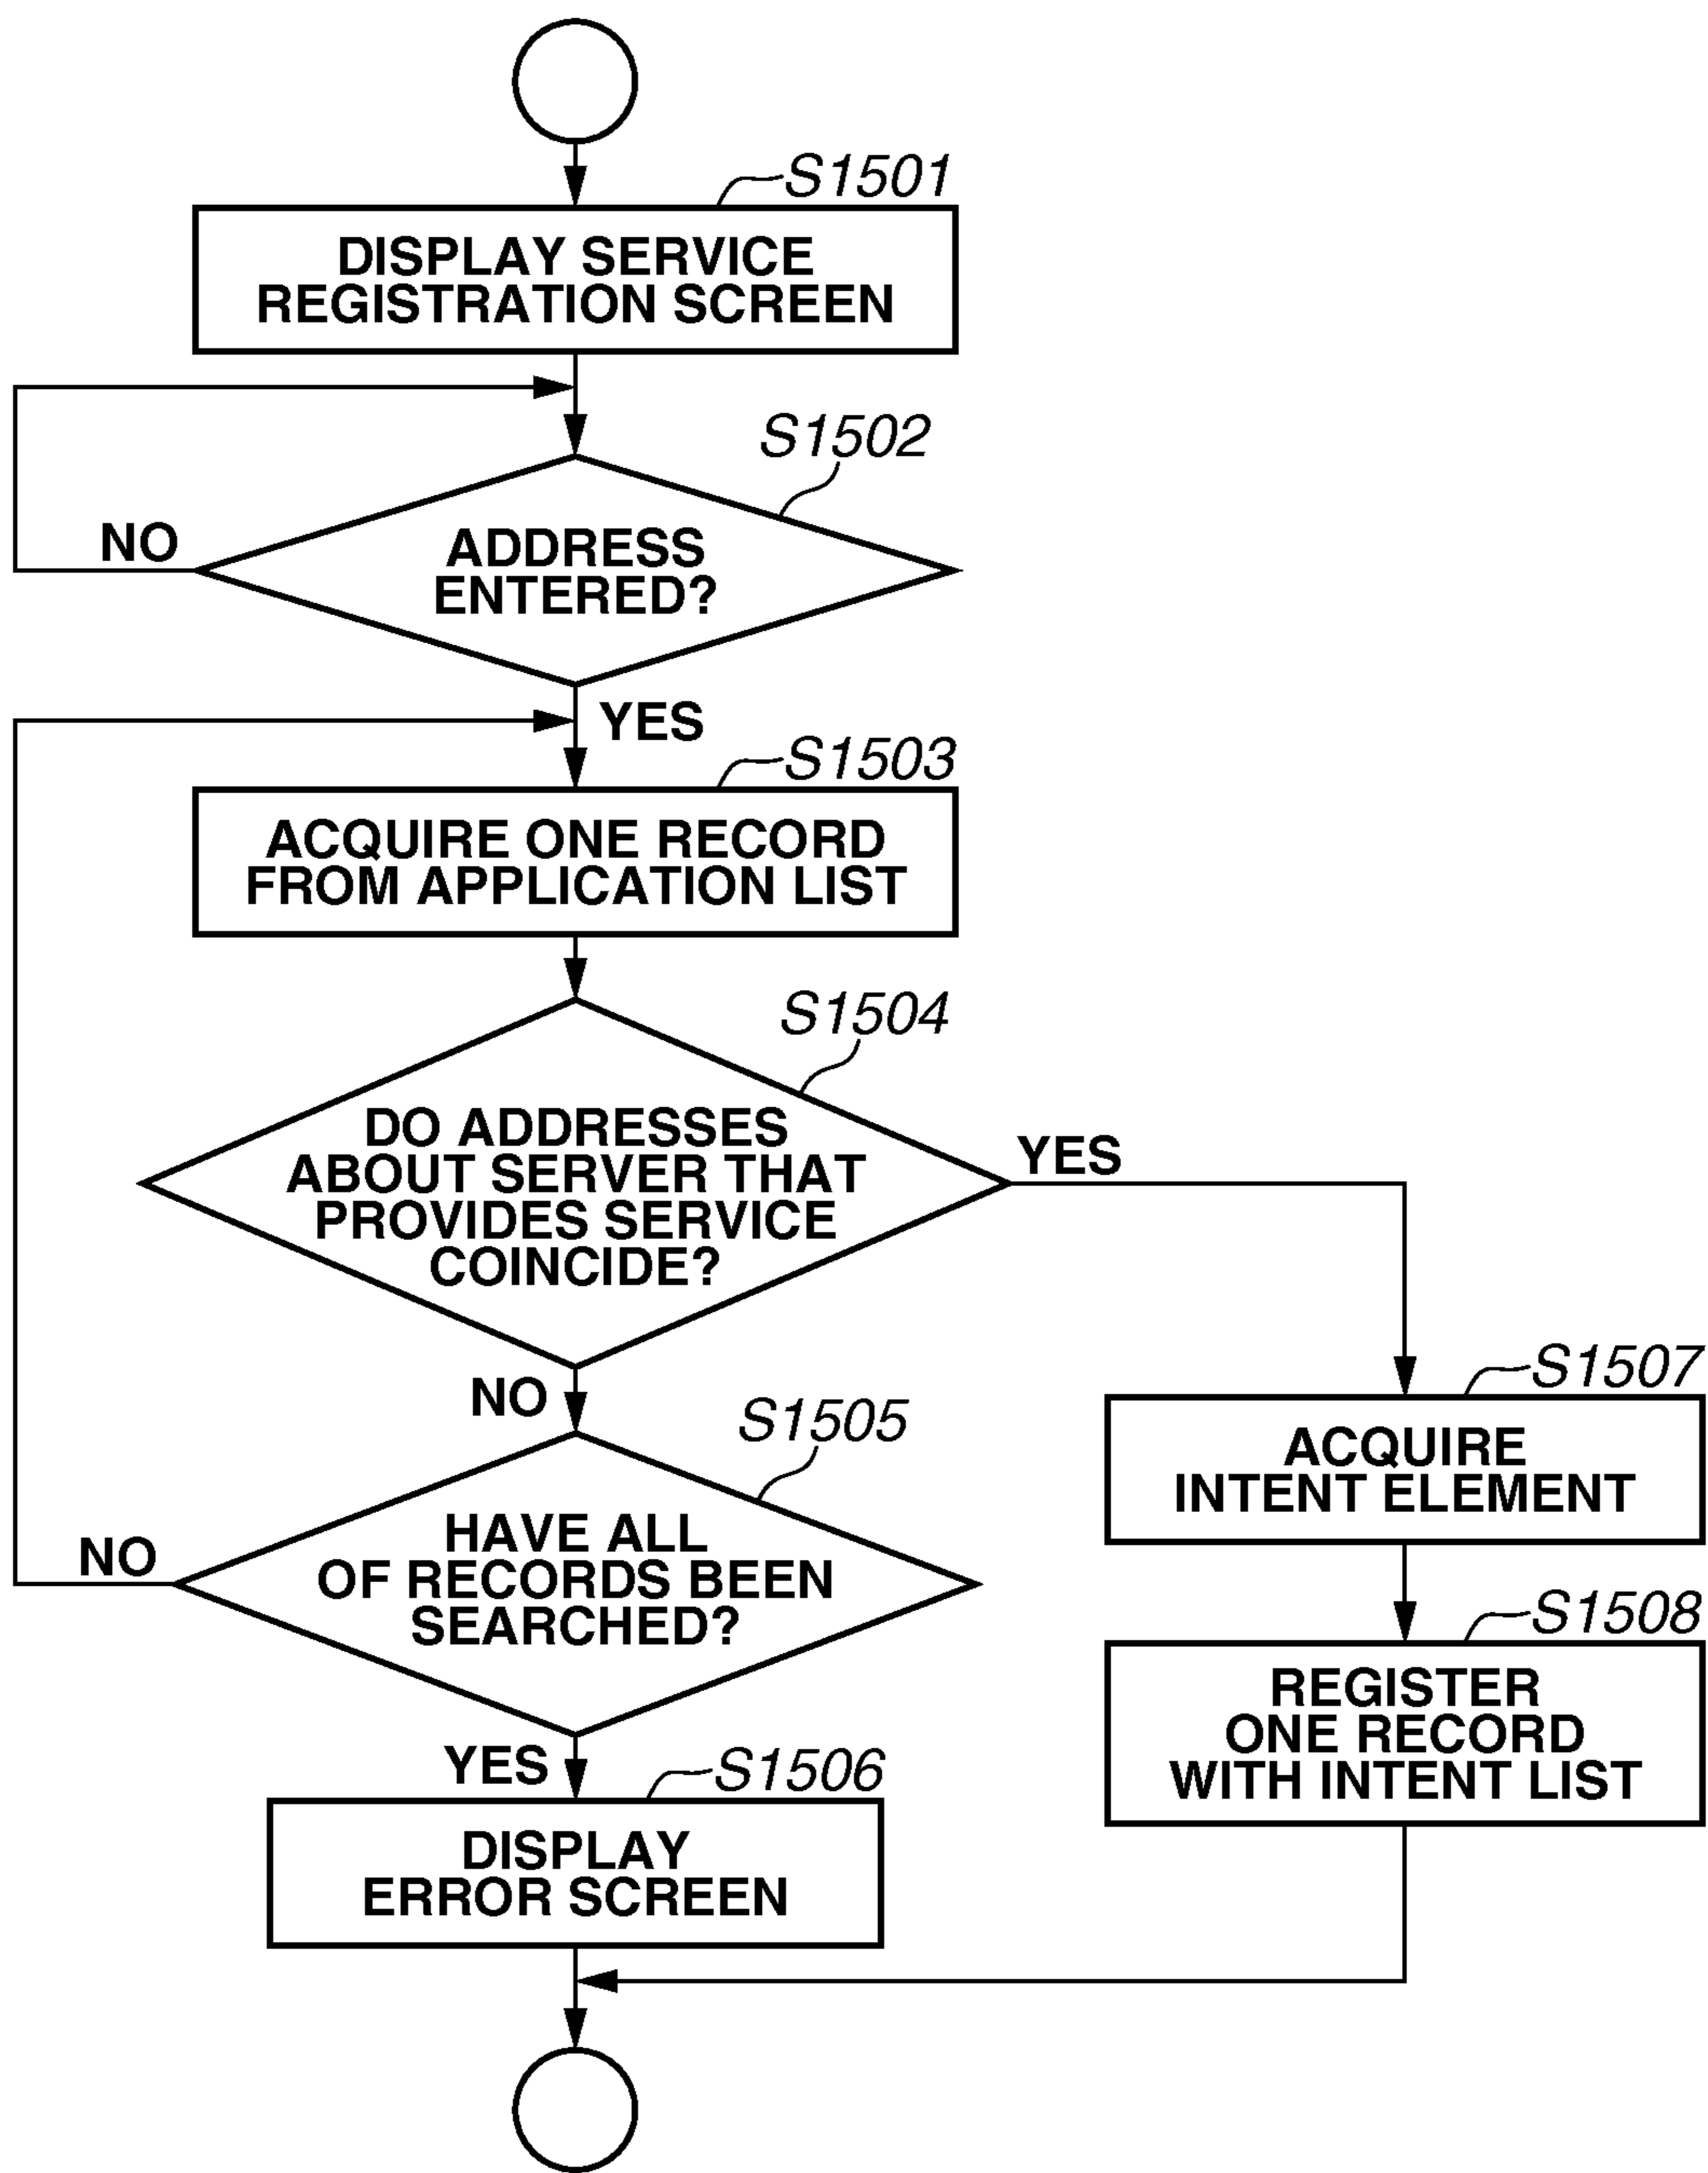 S1501
DISPLAY SERVICE
REGISTRATION SCREEN
S1502
NO
ADDRESS
ENTERED?
YES
S1503
ACQUIRE ONE RECORD
FROM APPLICATION LIST
S1504
DO ADDRESSES
ABOUT SERVER THAT
PROVIDES SERVICE
COINCIDE?
YES
NO
S1505
HAVE ALL
OF RECORDS BEEN
SEARCHED?
NO
YES
S1506
DISPLAY
ERROR SCREEN
S1507
ACQUIRE
INTENT ELEMENT
S1508
REGISTER
ONE RECORD
WITH INTENT LIST